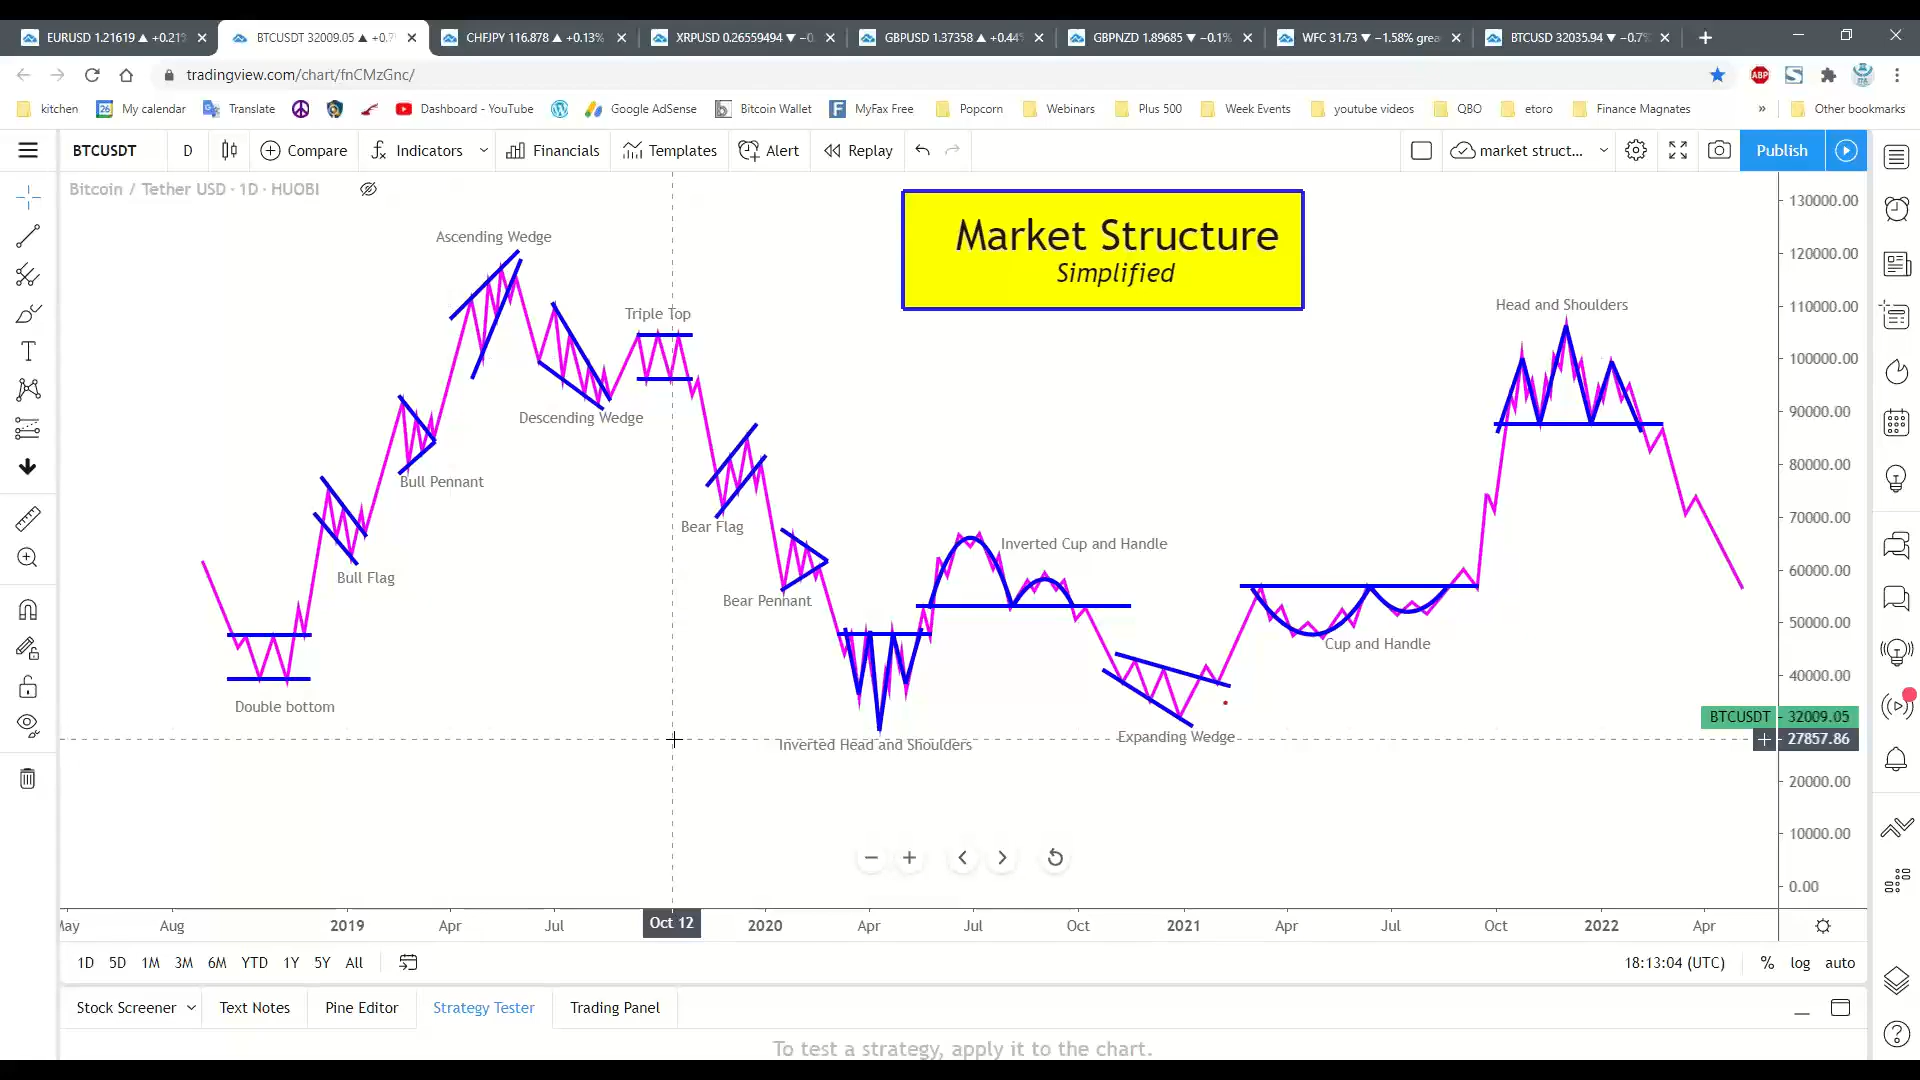 EURUSD 1.21619 ▲ +0.21%
BTCUSDT 32009.05 ▲ +0.7
CHFJPY 116.878 ▲ +0.13%
XRPUSD 0.26559494 ▼ −0.
GBPUSD 1.37358 ▲ +0.44%
GBPNZD 1.89685 ▼ −0.1%
WFC 31.73 ▼ −1.58% grea
BTCUSD 32035.94 ▼ −0.7
tradingview.com/chart/fnCMzGnc/
ABP
kitchen
26 My calendar
Translate
Dashboard - YouTube
Google AdSense
Bitcoin Wallet
MyFax Free
Popcorn
Webinars
Plus 500
Week Events
youtube videos
QBO
etoro
Finance Magnates
» Other bookmarks
BTCUSDT D Compare Indicators Financials Templates Alert Replay market struct... Publish
Bitcoin / Tether USD · 1D · HUOBI
Market Structure
Simplified
Ascending Wedge
Triple Top
Head and Shoulders
Descending Wedge
Bull Pennant
Bear Flag
Inverted Cup and Handle
Bull Flag
Bear Pennant
Cup and Handle
Double bottom
Expanding Wedge
Inverted Head and Shoulders
130000.00
120000.00
110000.00
100000.00
90000.00
80000.00
70000.00
60000.00
50000.00
40000.00
BTCUSDT 32009.05
27857.86
20000.00
10000.00
0.00
May Aug 2019 Apr Jul Oct 12 2020 Apr Jul Oct 2021 Apr Jul Oct 2022 Apr
1D 5D 1M 3M 6M YTD 1Y 5Y All
18:13:04 (UTC) % log auto
Stock Screener Text Notes Pine Editor Strategy Tester Trading Panel
To test a strategy, apply it to the chart.